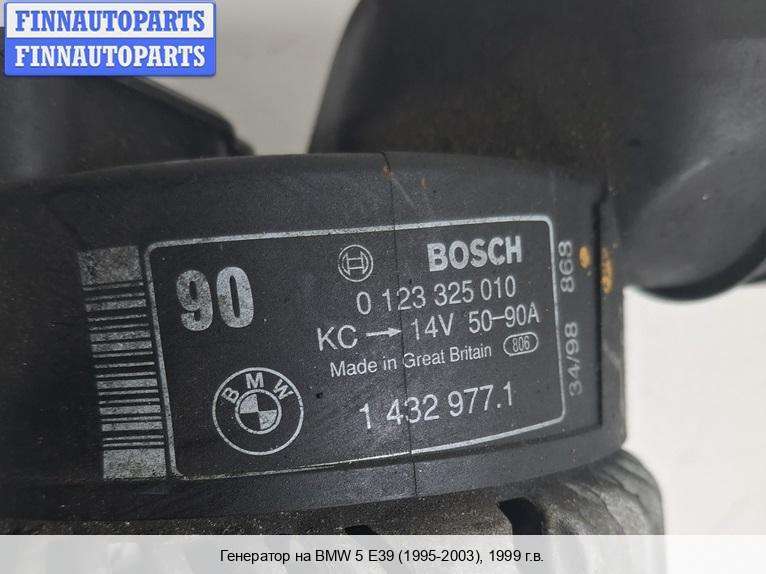 FINNAUTOPARTS
FINNAUTOPARTS
90
BOSCH
0 123 325 010
KC → 14V 50-90A
Made in Great Britain 806
BMW
1 432 977.1
34/98 868
Генератор на BMW 5 E39 (1995-2003), 1999 г.в.